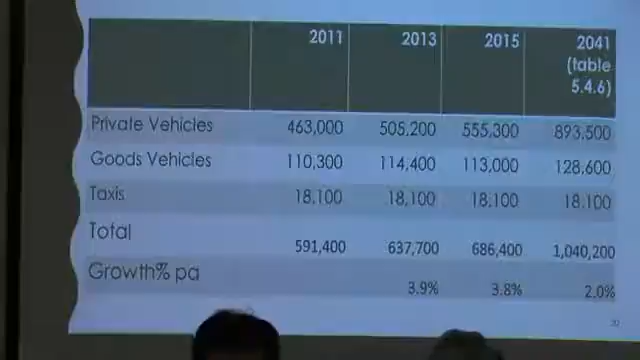 2011 2013 2015 2041
(table
5.4.6)
Private Vehicles 463,000 505,200 555,300 893,500
Goods Vehicles 110,300 114,400 113,000 128,600
Taxis 18,100 18,100 18,100 18,100
Total 591,400 637,700 686,400 1,040,200
Growth% pa 3.9% 3.8% 2.0%